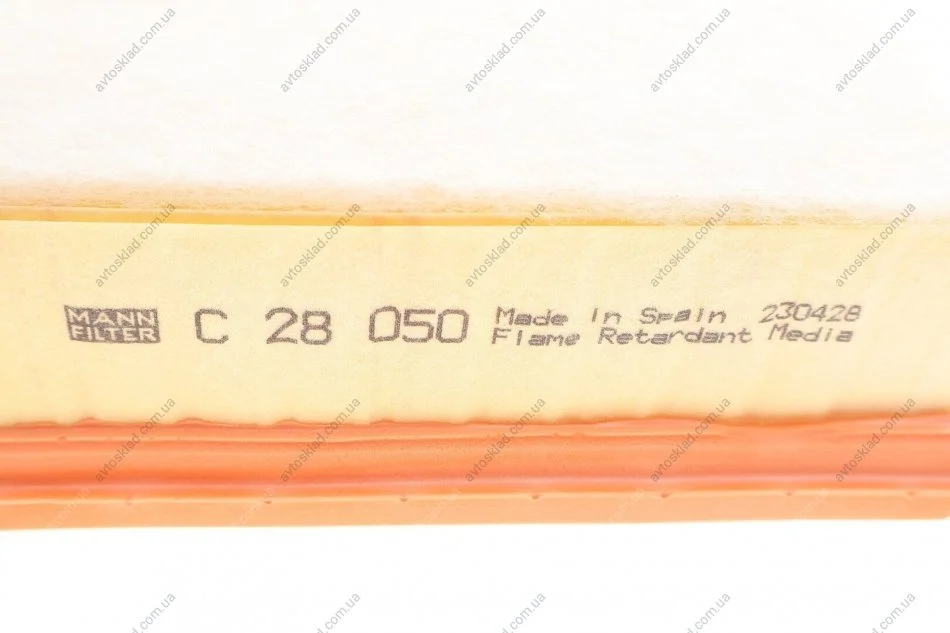 MANN FILTER C 28 050 Made in Spain 230428
Flame Retardant Media
avtosklad.com.ua